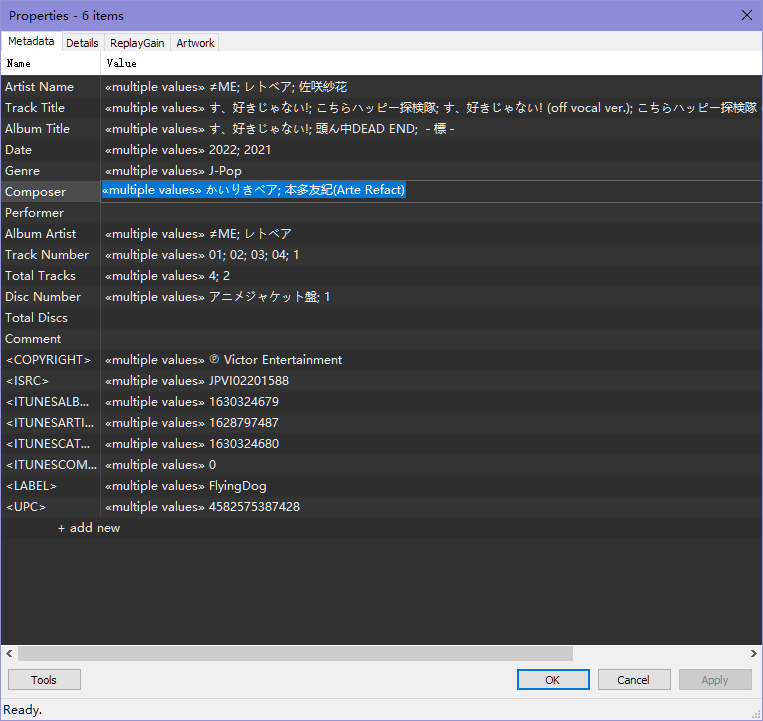 Properties - 6 items
Metadata Details ReplayGain Artwork
Name Value
Artist Name «multiple values» ≠ME; レトベア; 佐咲紗花
Track Title «multiple values» す、好きじゃない!; こちらハッピー探検隊; す、好きじゃない! (off vocal ver.); こちらハッピー探検隊 (
Album Title «multiple values» す、好きじゃない!; 頭ん中DEAD END; －標－
Date «multiple values» 2022; 2021
Genre «multiple values» J-Pop
Composer «multiple values» かいりきベア; 本多友紀(Arte Refact)
Performer
Album Artist «multiple values» ≠ME; レトベア
Track Number «multiple values» 01; 02; 03; 04; 1
Total Tracks «multiple values» 4; 2
Disc Number «multiple values» アニメジャケット盤; 1
Total Discs
Comment
<COPYRIGHT> «multiple values» ℗ Victor Entertainment
<ISRC> «multiple values» JPVI02201588
<ITUNESALB... «multiple values» 1630324679
<ITUNESARTI... «multiple values» 1628797487
<ITUNESCAT... «multiple values» 1630324680
<ITUNESCOM... «multiple values» 0
<LABEL> «multiple values» FlyingDog
<UPC> «multiple values» 4582575387428
+ add new
Tools OK Cancel Apply
Ready.